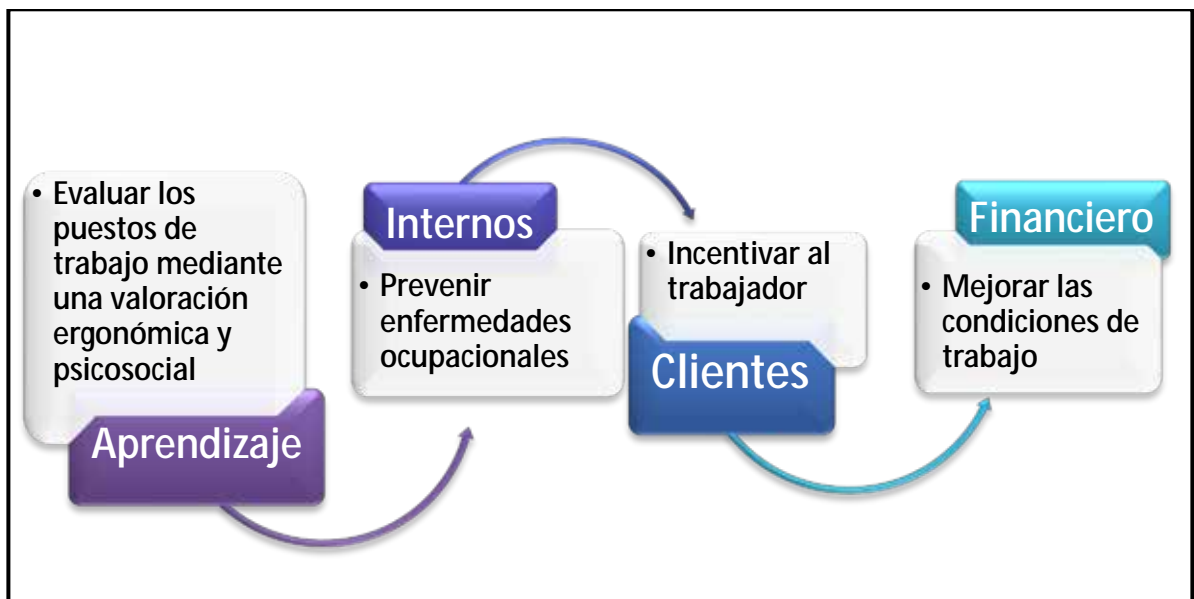 • Evaluar los
puestos de
trabajo mediante
una valoración
ergonómica y
psicosocial
Aprendizaje
Internos
• Prevenir
enfermedades
ocupacionales
• Incentivar al
trabajador
Clientes
Financiero
• Mejorar las
condiciones de
trabajo